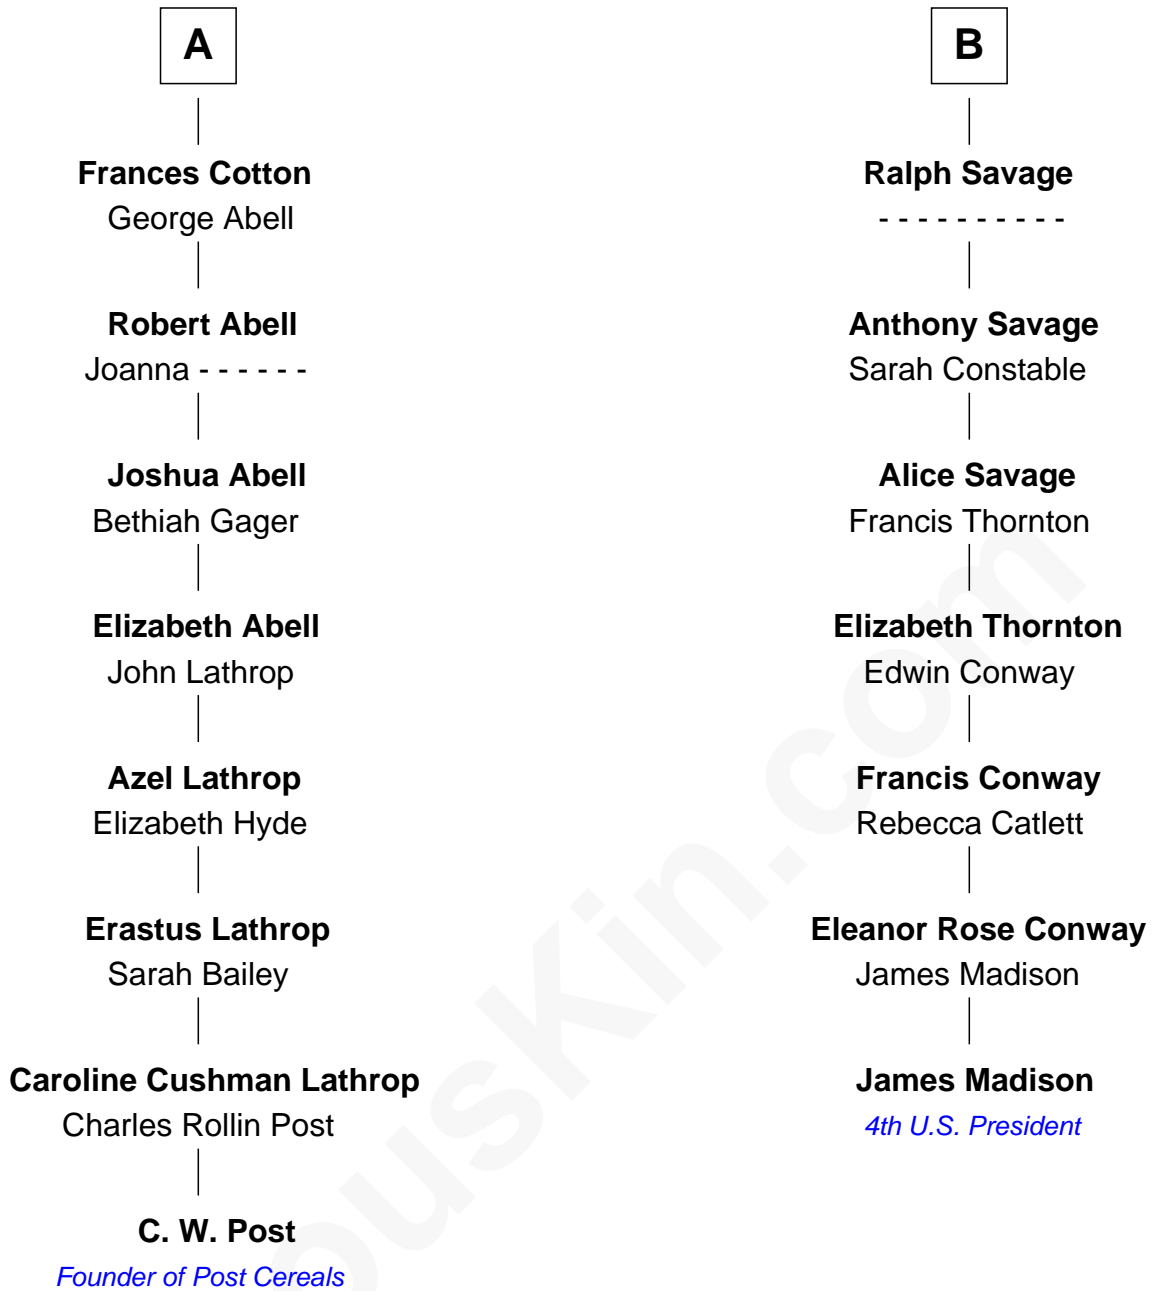 A
Frances Cotton
George Abell
Robert Abell
Joanna - - - - - -
Joshua Abell
Bethiah Gager
Elizabeth Abell
John Lathrop
Azel Lathrop
Elizabeth Hyde
Erastus Lathrop
Sarah Bailey
Caroline Cushman Lathrop
Charles Rollin Post
C. W. Post
Founder of Post Cereals
B
Ralph Savage
- - - - - - - - - -
Anthony Savage
Sarah Constable
Alice Savage
Francis Thornton
Elizabeth Thornton
Edwin Conway
Francis Conway
Rebecca Catlett
Eleanor Rose Conway
James Madison
James Madison
4th U.S. President
ousKin.com